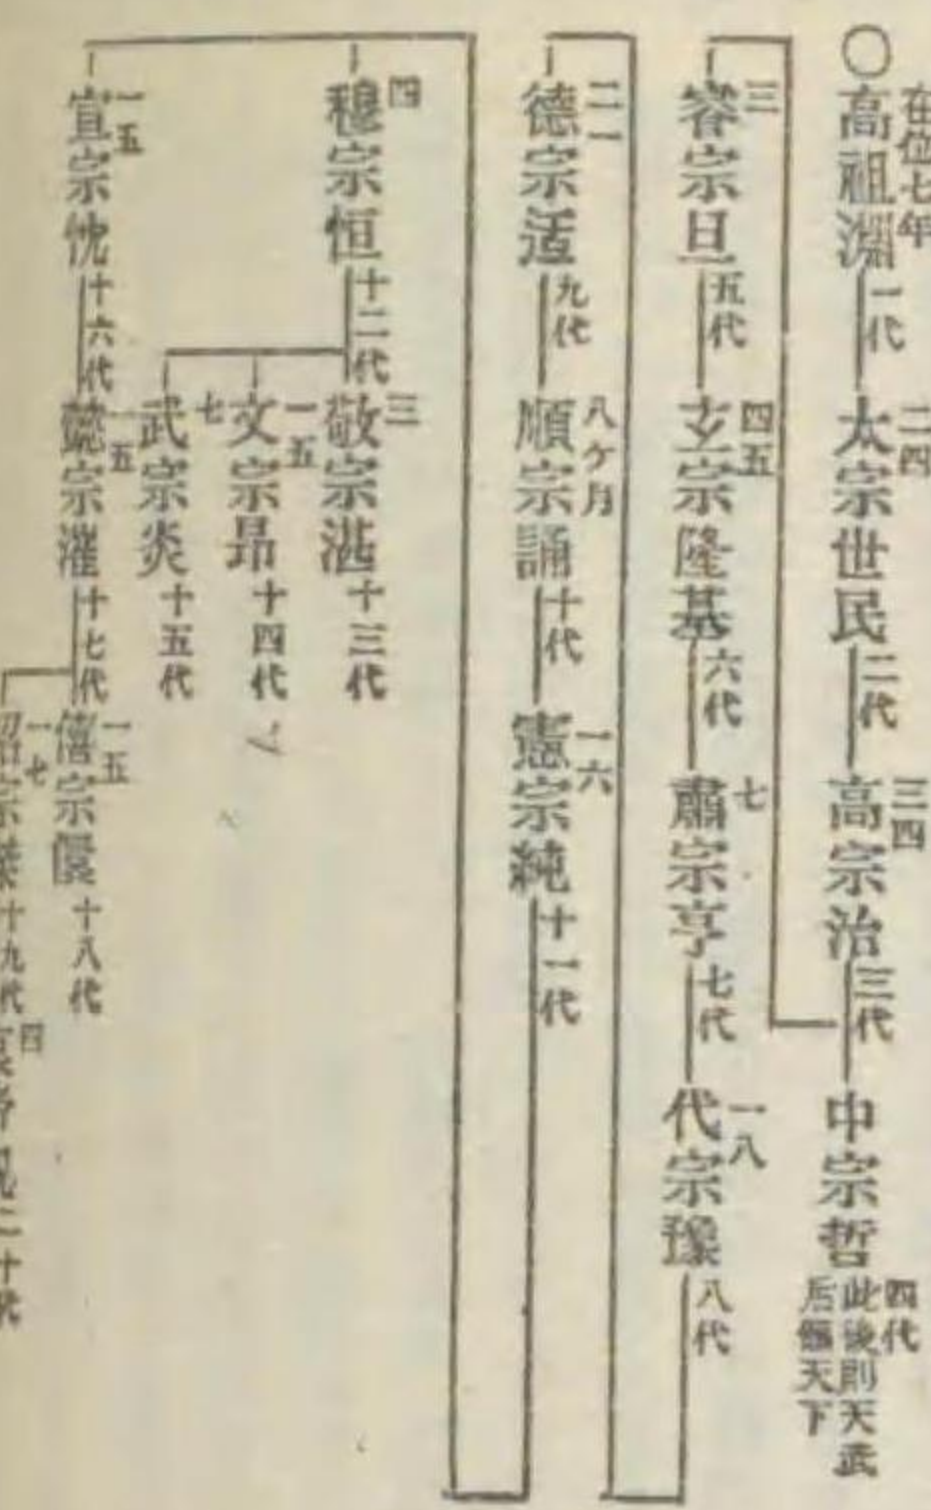 〇高祖淵 在位七年 一代
太宗世民 二四 二代
高宗治 三四 三代
中宗哲 四代
此後則天武
后僞天下
睿宗旦 三 五代
玄宗隆基 四五 六代
肅宗亨 七 七代
代宗豫 一八 八代
德宗适 二一 九代
順宗誦 八ケ月 十代
憲宗純 一六 十一代
穆宗恒 四 十二代
敬宗湛 三 十三代
文宗昂 一五 十四代
武宗炎 七 十五代
宣宗忱 一五 十六代
懿宗漼 一五 十七代
僖宗儇 一五 十八代
昭宗 一七 十九代
四 二十代